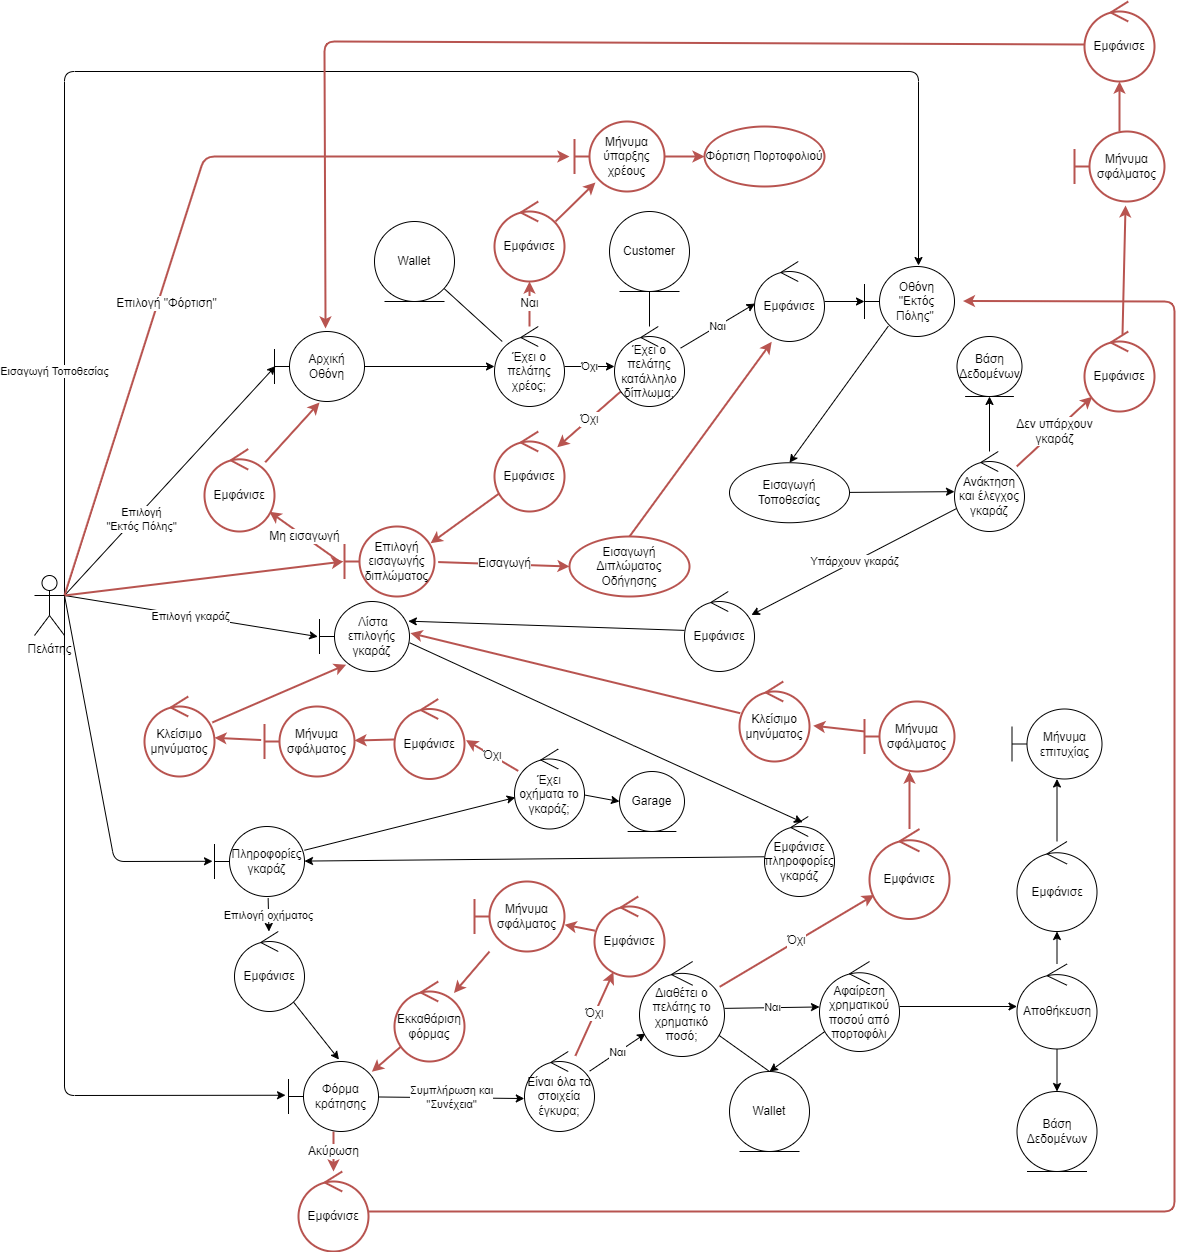 Εμφάνισε
Μήνυμα
ύπαρξης
χρέους
Φόρτιση Πορτοφολιού
Μήνυμα
σφάλματος
Εμφάνισε
Wallet
Customer
Επιλογή "Φόρτιση"
Ναι
Εμφάνισε
Οθόνη
"Εκτός
Πόλης"
Ναι
Εισαγωγή Τοποθεσίας
Αρχική
Οθόνη
Έχει ο
πελάτης
χρέος;
Όχι
Έχει ο
πελάτης
κατάλληλο
δίπλωμα;
Βάση
Δεδομένων
Εμφάνισε
Όχι
Δεν υπάρχουν
γκαράζ
Εμφάνισε
Εμφάνισε
Εισαγωγή
Τοποθεσίας
Ανάκτηση
και έλεγχος
γκαράζ
Επιλογή
"Εκτός Πόλης"
Μη εισαγωγή
Επιλογή
εισαγωγής
διπλώματος
Εισαγωγή
Εισαγωγή
Διπλώματος
Οδήγησης
Υπάρχουν γκαράζ
Πελάτης
Επιλογή γκαράζ
Λίστα
επιλογής
γκαράζ
Εμφάνισε
Κλείσιμο
μηνύματος
Μήνυμα
σφάλματος
Εμφάνισε
Όχι
Κλείσιμο
μηνύματος
Μήνυμα
σφάλματος
Μήνυμα
επιτυχίας
Έχει
οχήματα το
γκαράζ;
Garage
Πληροφορίες
γκαράζ
Εμφάνισε
πληροφορίες
γκαράζ
Εμφάνισε
Εμφάνισε
Επιλογή οχήματος
Μήνυμα
σφάλματος
Εμφάνισε
Όχι
Εμφάνισε
Εκκαθάριση
φόρμας
Όχι
Διαθέτει ο
πελάτης το
χρηματικό
ποσό;
Ναι
Αφαίρεση
χρηματικού
ποσού από
πορτοφόλι
Αποθήκευση
Ναι
Φόρμα
κράτησης
Συμπλήρωση και
"Συνέχεια"
Είναι όλα τα
στοιχεία
έγκυρα;
Wallet
Βάση
Δεδομένων
Ακύρωση
Εμφάνισε